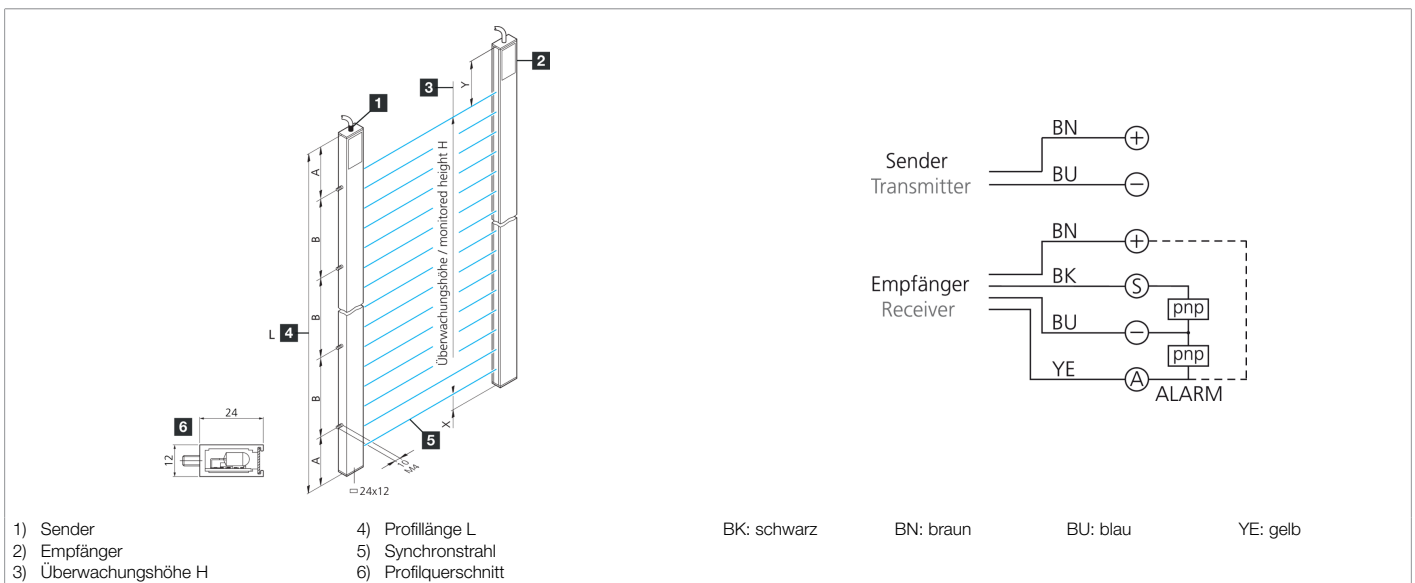 1
2
3
Y
A
Überwachungshöhe / monitored height H
B
B
L 4
B
X
A
5
10
M4
6
24
12
24x12
Sender
Transmitter
BN
+
BU
−
Empfänger
Receiver
BN
+
BK
S
pnp
BU
−
pnp
YE
A
ALARM
1) Sender
2) Empfänger
3) Überwachungshöhe H
4) Profillänge L
5) Synchronstrahl
6) Profilquerschnitt
BK: schwarz BN: braun BU: blau YE: gelb